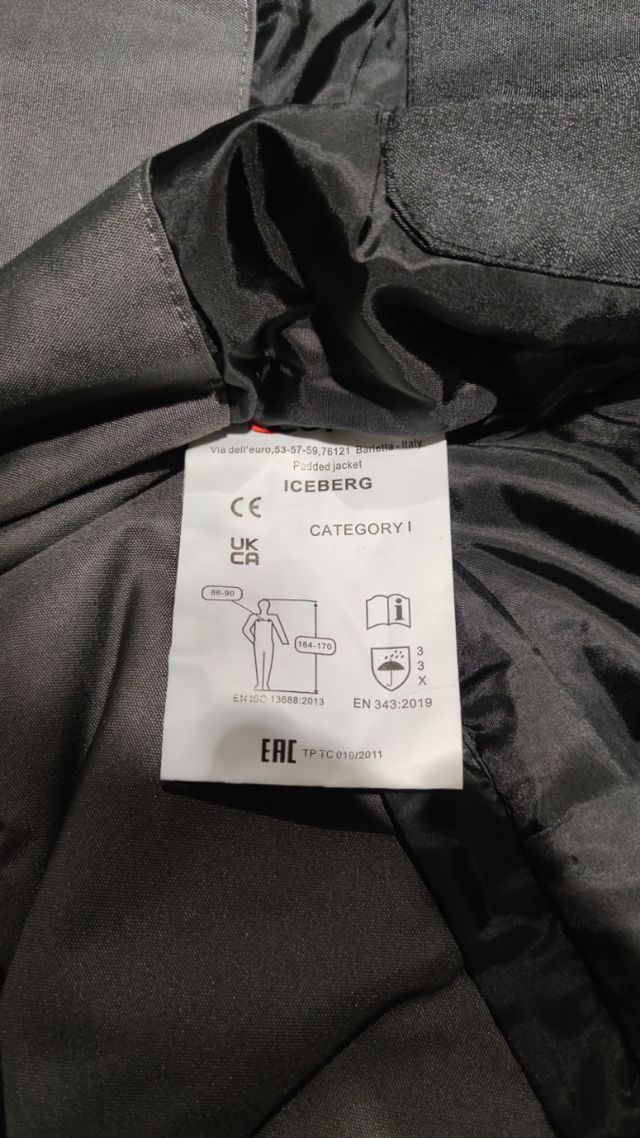 Via dell'euro,53-57-59,76121 Barletta - Italy
Padded jacket
ICEBERG
CE
CATEGORY I
UK
CA
86-90
164-170
i
3
3
X
EN ISO 13688:2013
EN 343:2019
EAC TP TC 019/2011